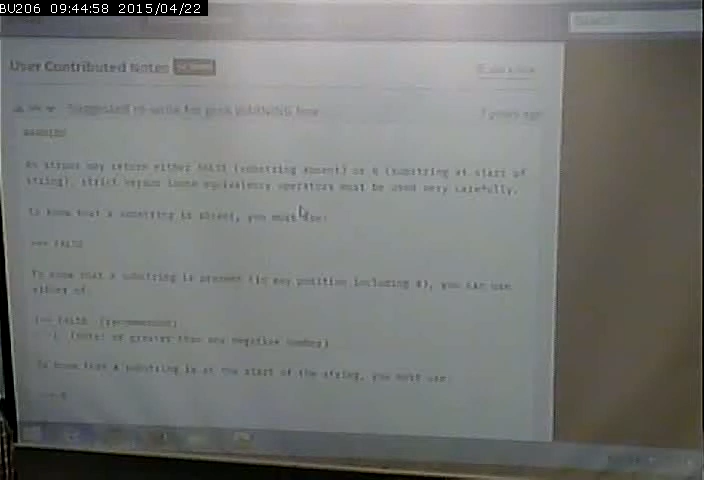 BU206 09:44:58 2015/04/22
User Contributed Notes
7 years ago
WARNING
As strpos may return either FALSE (substring absent) or 0 (substring at start of
string), strict versus loose equivalency operators must be used very carefully.
To know that a substring is absent, you must use:
=== FALSE
To know that a substring is present (in any position including 0), you can use
either of:
!== FALSE (recommended)
> -1 (note: or greater than any negative number)
To know that a substring is at the start of the string, you must use:
=== 0